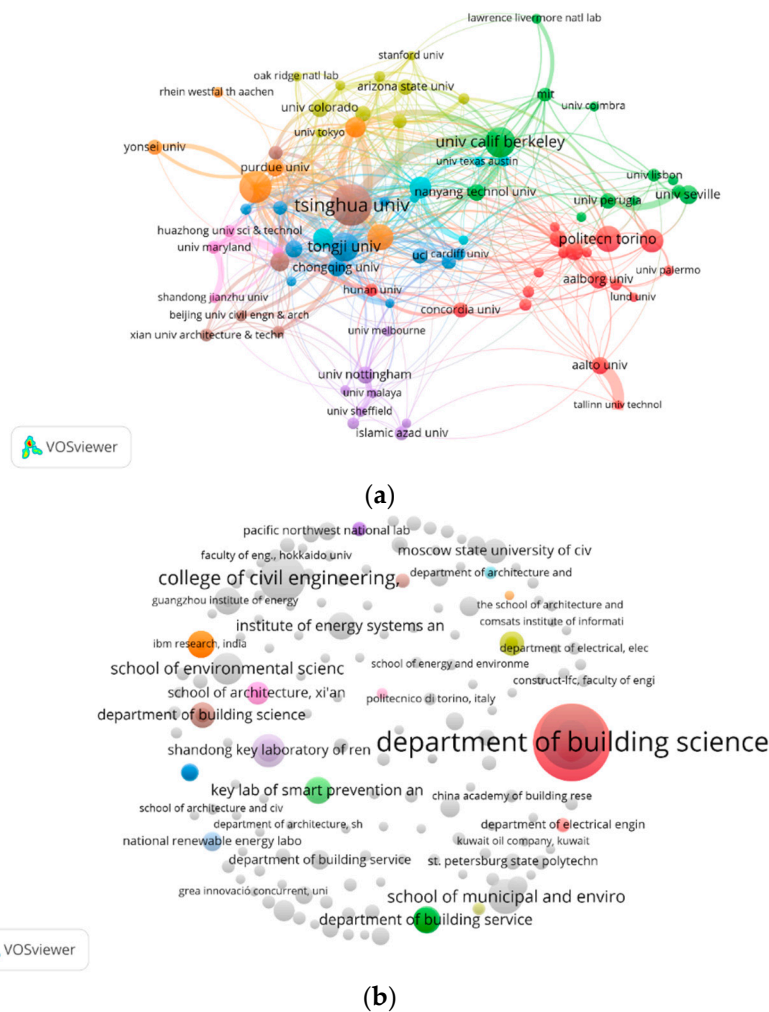 lawrence livermore natl lab
stanford univ
oak ridge natl lab
arizona state univ
rhein westfal th aachen
mit
univ colorado
univ coimbra
univ tokyo
yonsei univ
univ calif berkeley
univ texas austin
purdue univ
univ lisbon
nanyang technol univ
univ seville
univ perugia
tsinghua univ
huazhong univ sci & technol
politecn torino
univ maryland
tongji univ
ucl
cardiff univ
chongqing univ
univ palermo
aalborg univ
hunan univ
shandong jianzhu univ
lund univ
concordia univ
beijing univ civil engn & arch
univ melbourne
xian univ architecture & techn
aalto univ
univ nottingham
univ malaya
tallinn univ technol
univ sheffield
islamic azad univ
VOSviewer
(a)
pacific northwest national lab
moscow state university of civ
faculty of eng., hokkaido univ
college of civil engineering,
department of architecture and
guangzhou institute of energy
the school of architecture and
institute of energy systems an
comsats institute of informati
ibm research, india
department of electrical, elec
school of environmental scienc
school of energy and environme
construct-lfc, faculty of engi
school of architecture, xi'an
politecnico di torino, italy
department of building science
department of building science
shandong key laboratory of ren
key lab of smart prevention an
china academy of building rese
school of architecture and civ
department of architecture, sh
department of electrical engin
national renewable energy labo
kuwait oil company, kuwait
department of building service
st. petersburg state polytechn
grea innovació concurrent, uni
school of municipal and enviro
department of building service
VOSviewer
(b)